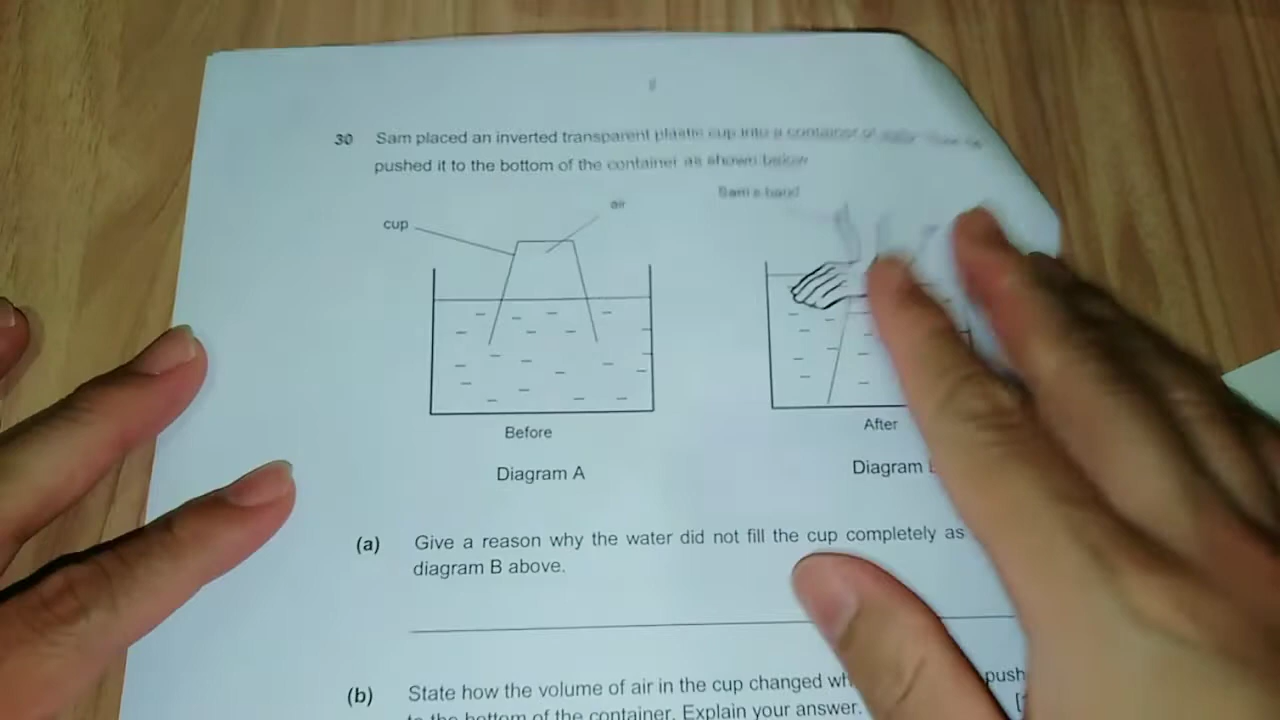 30 Sam placed an inverted transparent plastic cup into a container of
pushed it to the bottom of the container as shown below
Sam's hand
air
cup
Before
After
Diagram A
Diagram
(a) Give a reason why the water did not fill the cup completely as
diagram B above.
(b) State how the volume of air in the cup changed push
to the bottom of the container. Explain your answer.